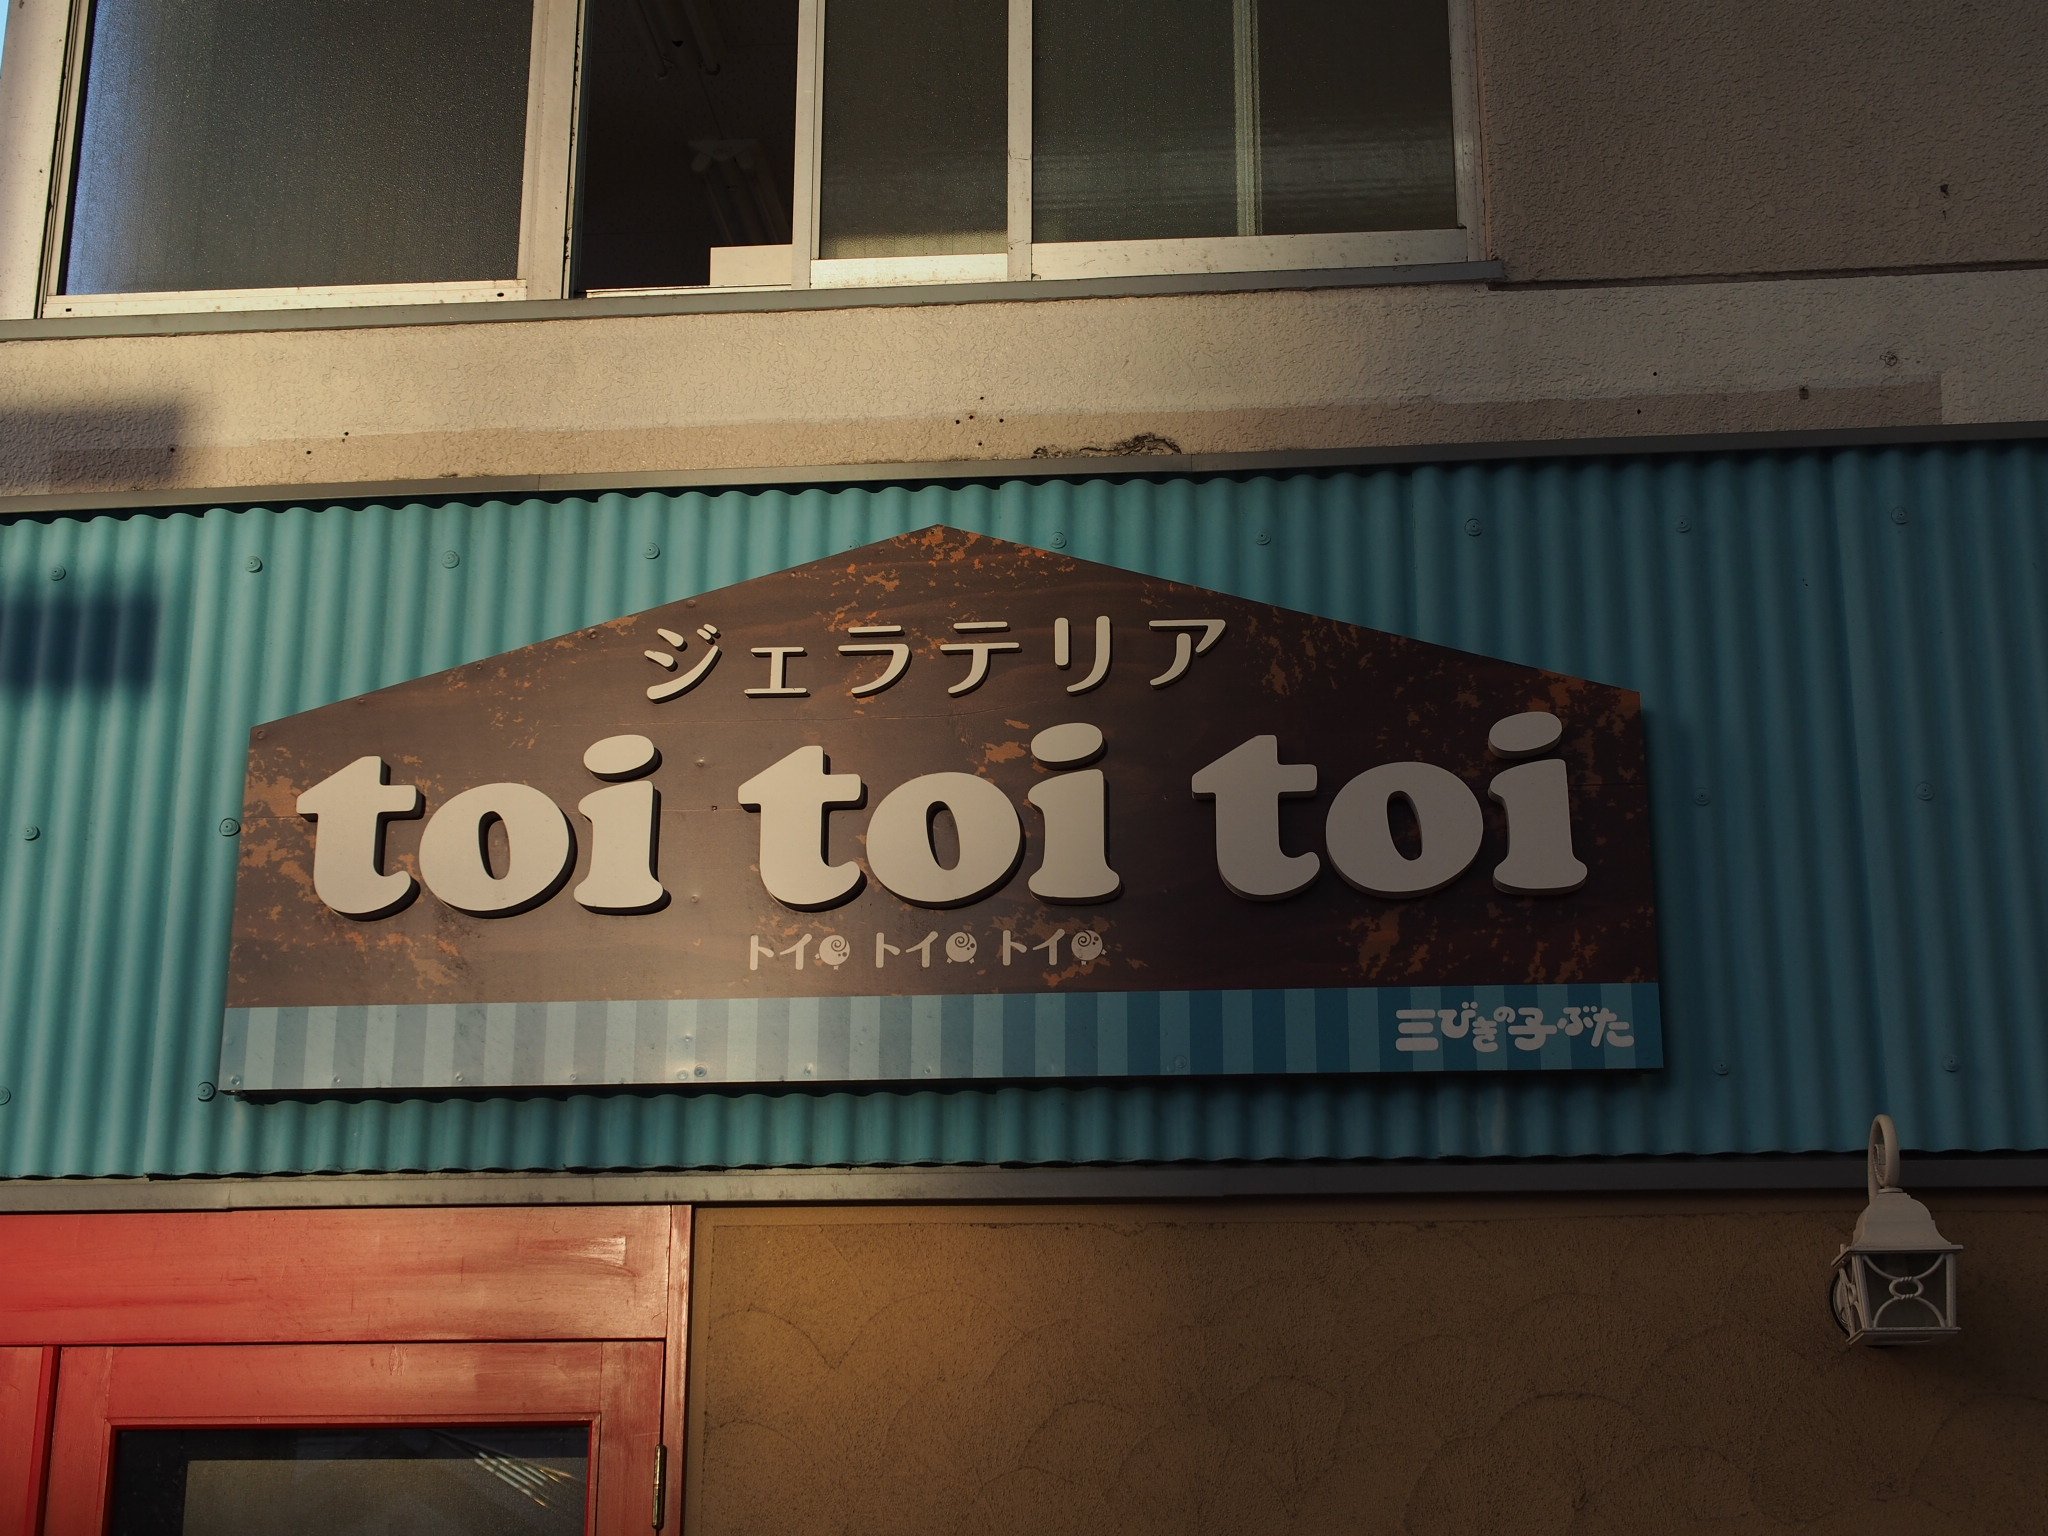 ジェラテリア
toi toi toi
トイ トイ トイ
三びきの子ぶた